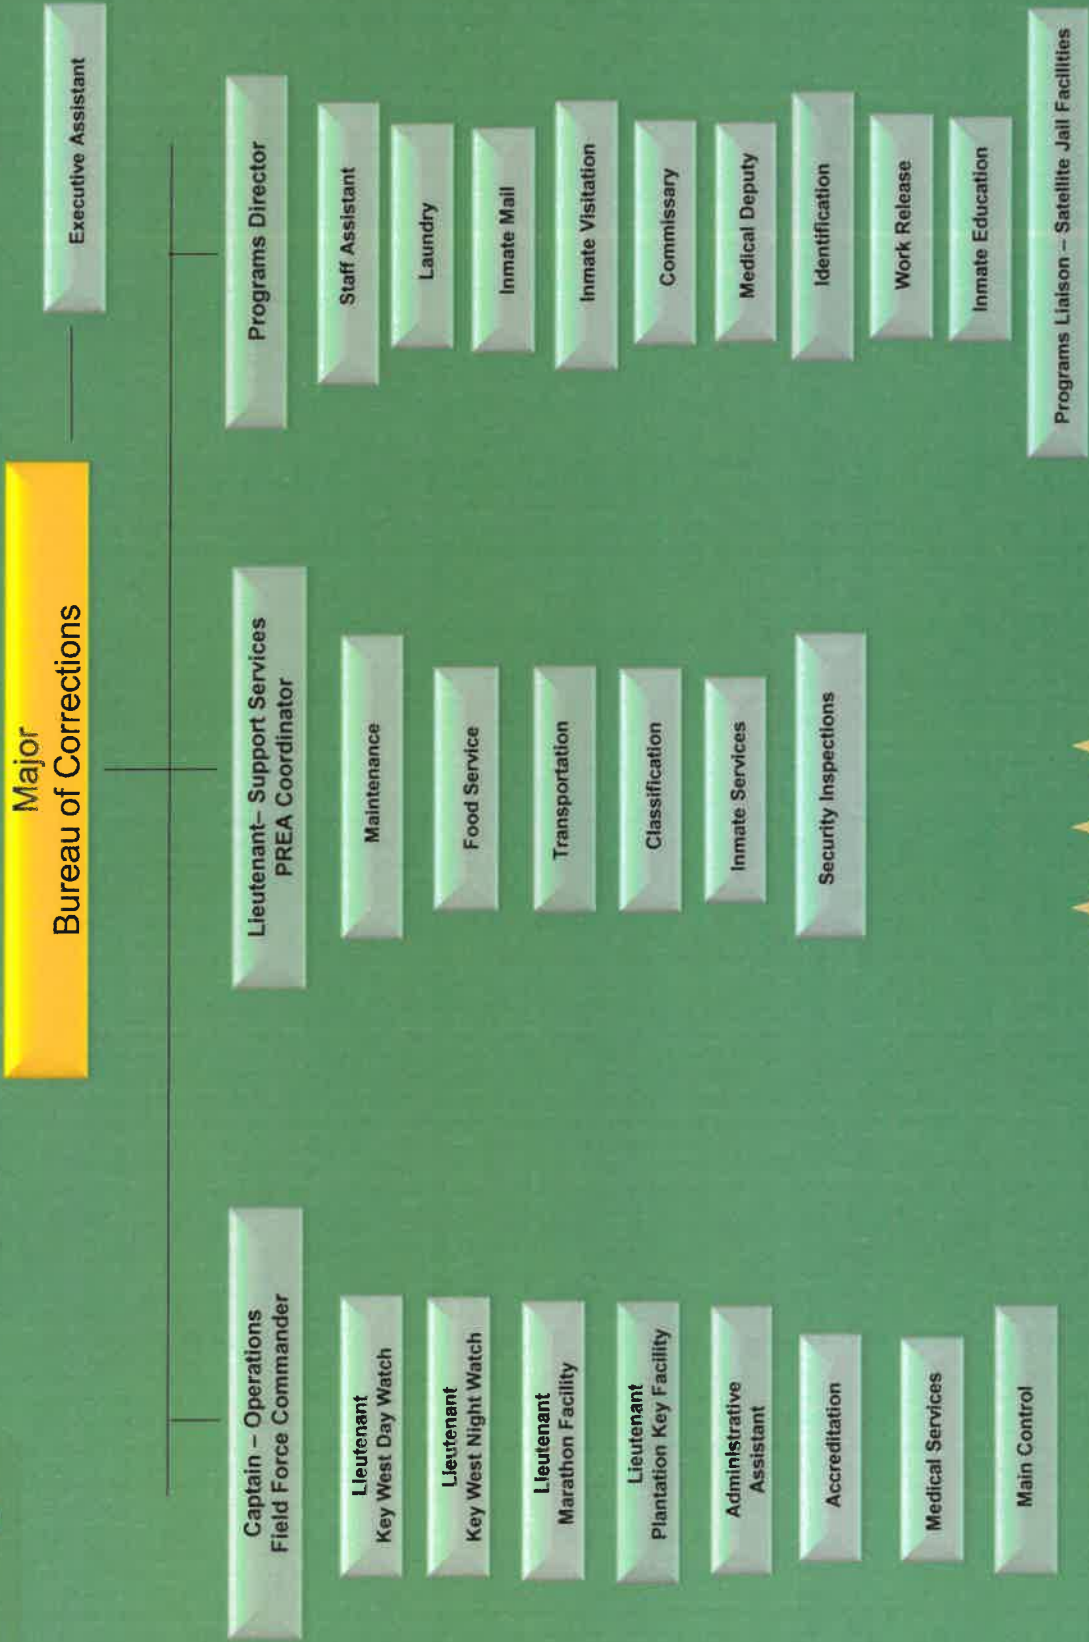 Major
Bureau of Corrections
Executive Assistant
Captain – Operations
Field Force Commander
Lieutenant
Key West Day Watch
Lieutenant
Key West Night Watch
Lieutenant
Marathon Facility
Lieutenant
Plantation Key Facility
Administrative
Assistant
Accreditation
Medical Services
Main Control
Lieutenant– Support Services
PREA Coordinator
Maintenance
Food Service
Transportation
Classification
Inmate Services
Security Inspections
Programs Director
Staff Assistant
Laundry
Inmate Mail
Inmate Visitation
Commissary
Medical Deputy
Identification
Work Release
Inmate Education
Programs Liaison – Satellite Jail Facilities